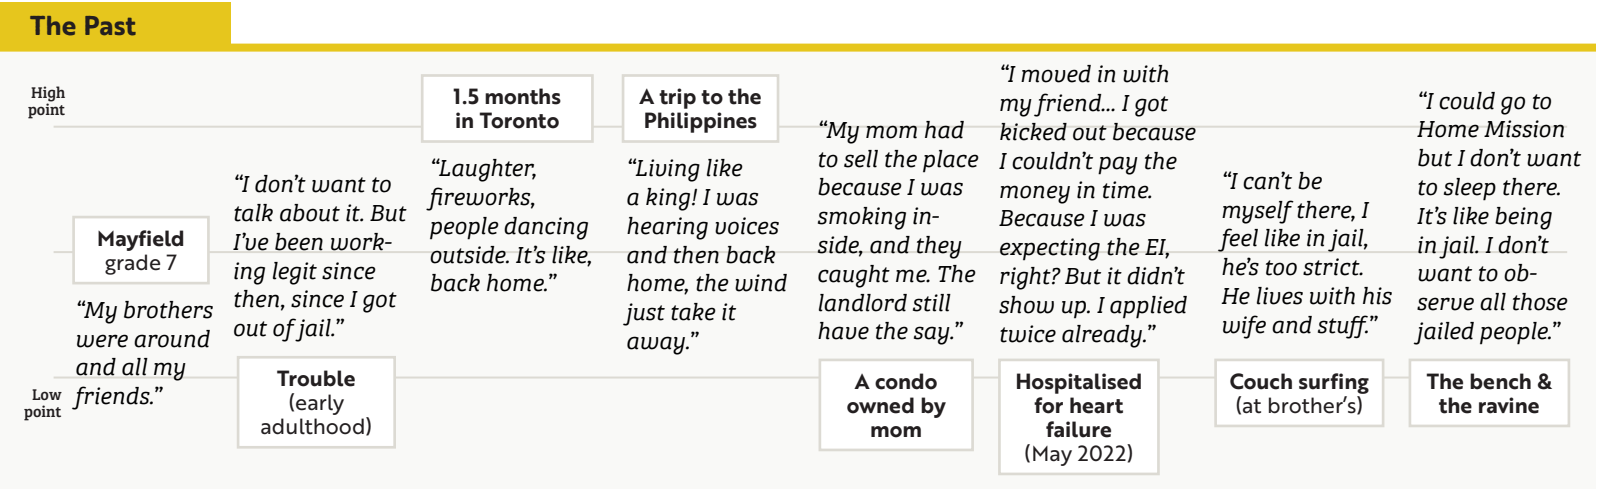 The Past
High
point
Low
point
Mayfield
grade 7
“My brothers
were around
and all my
friends.”
“I don’t want to
talk about it. But
I’ve been work-
ing legit since
then, since I got
out of jail.”
Trouble
(early
adulthood)
1.5 months
in Toronto
“Laughter,
fireworks,
people dancing
outside. It’s like,
back home.”
A trip to the
Philippines
“Living like
a king! I was
hearing voices
and then back
home, the wind
just take it
away.”
“My mom had
to sell the place
because I was
smoking in-
side, and they
caught me. The
landlord still
have the say.”
A condo
owned by
mom
“I moved in with
my friend... I got
kicked out because
I couldn’t pay the
money in time.
Because I was
expecting the EI,
right? But it didn’t
show up. I applied
twice already.”
Hospitalised
for heart
failure
(May 2022)
“I can’t be
myself there, I
feel like in jail,
he’s too strict.
He lives with his
wife and stuff.”
Couch surfing
(at brother’s)
“I could go to
Home Mission
but I don’t want
to sleep there.
It’s like being
in jail. I don’t
want to ob-
serve all those
jailed people.”
The bench &
the ravine